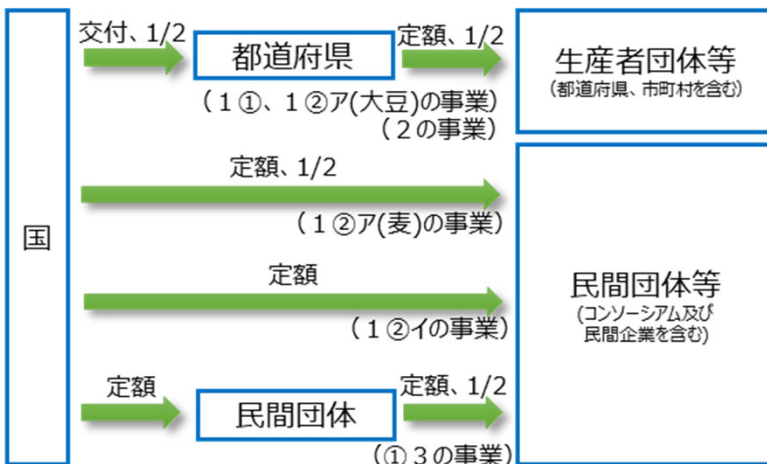 国
交付、1/2
都道府県
定額、1/2
生産者団体等
(都道府県、市町村を含む)
(1①、1②ア(大豆)の事業)
(2の事業)
定額、1/2
(1②ア(麦)の事業)
定額
(1②イの事業)
民間団体等
(コンソーシアム及び
民間企業を含む)
定額
民間団体
定額、1/2
(①3の事業)